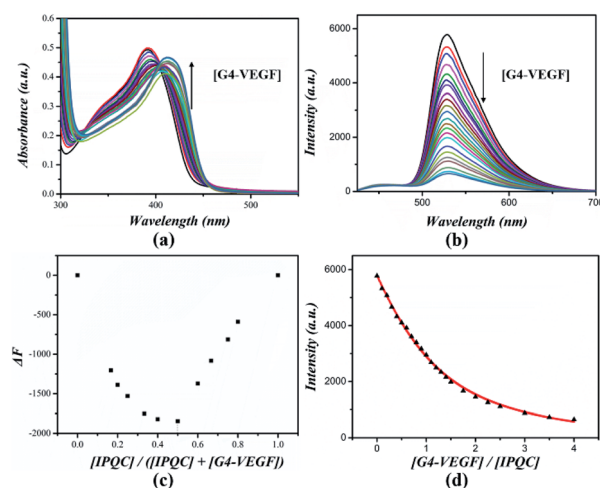 0.6
0.5
0.4
0.3
0.2
0.1
0.0
Absorbance (a.u.)
[G4-VEGF]
300 400 500
Wavelength (nm)
(a)
6000
4000
2000
0
Intensity (a.u.)
[G4-VEGF]
400 500 600 700
Wavelength (nm)
(b)
0
-500
-1000
-1500
-2000
ΔF
0.0 0.2 0.4 0.6 0.8 1.0
[IPQC] / ([IPQC] + [G4-VEGF])
(c)
6000
4000
2000
0
Intensity (a.u.)
0 1 2 3 4
[G4-VEGF] / [IPQC]
(d)